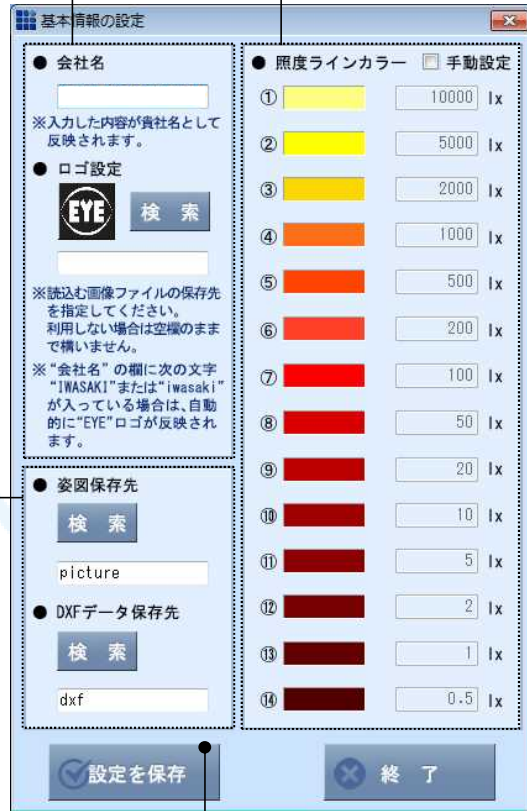 基本情報の設定
● 会社名
※入力した内容が貴社名として
反映されます。
● ロゴ設定
EYE
検 索
※読込む画像ファイルの保存先
を指定してください。
利用しない場合は空欄のまま
で構いません。
※“会社名”の欄に次の文字
“IWASAKI”または“iwasaki”
が入っている場合は、自動
的に“EYE”ロゴが反映され
ます。
● 姿図保存先
検 索
picture
● DXFデータ保存先
検 索
dxf
● 照度ラインカラー 手動設定
① 10000 lx
② 5000 lx
③ 2000 lx
④ 1000 lx
⑤ 500 lx
⑥ 200 lx
⑦ 100 lx
⑧ 50 lx
⑨ 20 lx
⑩ 10 lx
⑪ 5 lx
⑫ 2 lx
⑬ 1 lx
⑭ 0.5 lx
設定を保存
終 了